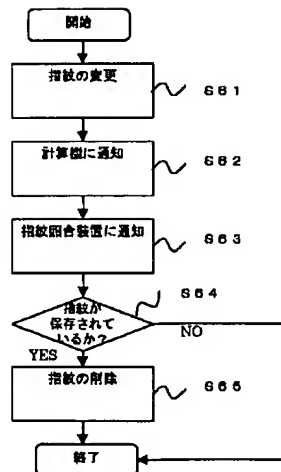 開始
指紋の変更
S61
計算機に通知
S62
指紋照合装置に通知
S63
指紋が
保存されて
いるか?
S64
NO
YES
指紋の削除
S65
終了